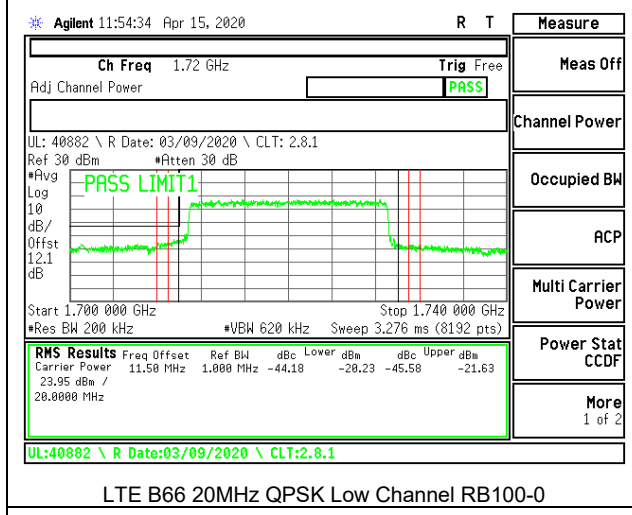 Agilent 11:54:34 Apr 15, 2020 R T
Measure
Ch Freq 1.72 GHz Trig Free
Meas Off
Adj Channel Power PASS
Channel Power
UL: 40882 \ R Date: 03/09/2020 \ CLT: 2.8.1
Ref 30 dBm #Atten 30 dB
#Avg
PASS LIMIT1
Occupied BW
Log
10
dB/
ACP
Offst
12.1
dB
Multi Carrier
Power
Start 1.700 000 GHz Stop 1.740 000 GHz
#Res BW 200 kHz #VBW 620 kHz Sweep 3.276 ms (8192 pts)
Power Stat
CCDF
RMS Results Freq Offset Ref BW dBc Lower dBm dBc Upper dBm
Carrier Power 11.50 MHz 1.000 MHz -44.18 -20.23 -45.58 -21.63
23.95 dBm /
20.0000 MHz
More
1 of 2
UL:40882 \ R Date:03/09/2020 \ CLT:2.8.1
LTE B66 20MHz QPSK Low Channel RB100-0